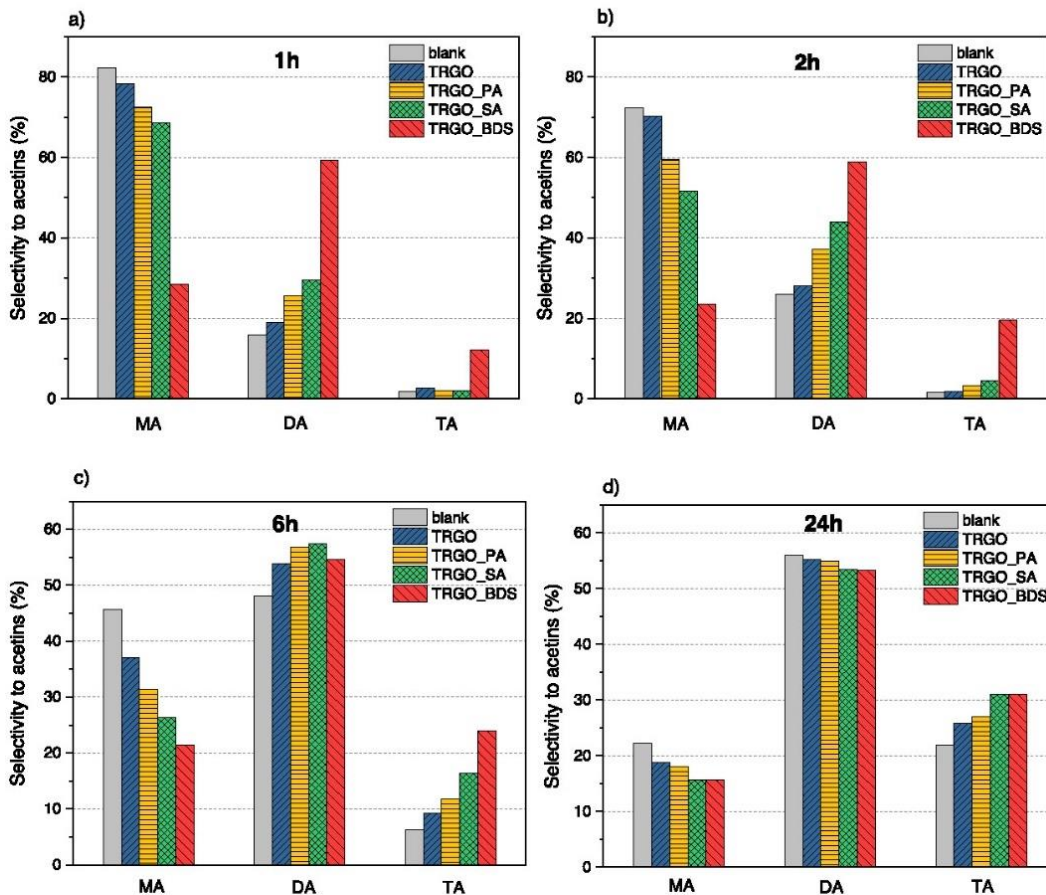 a)
1h
blank
TRGO
TRGO_PA
TRGO_SA
TRGO_BDS
Selectivity to acetins (%)
80
60
40
20
0
MA DA TA
b)
2h
blank
TRGO
TRGO_PA
TRGO_SA
TRGO_BDS
Selectivity to acetins (%)
80
60
40
20
0
MA DA TA
c)
6h
blank
TRGO
TRGO_PA
TRGO_SA
TRGO_BDS
Selectivity to acetins (%)
60
50
40
30
20
10
0
MA DA TA
d)
24h
blank
TRGO
TRGO_PA
TRGO_SA
TRGO_BDS
Selectivity to acetins (%)
60
50
40
30
20
10
0
MA DA TA